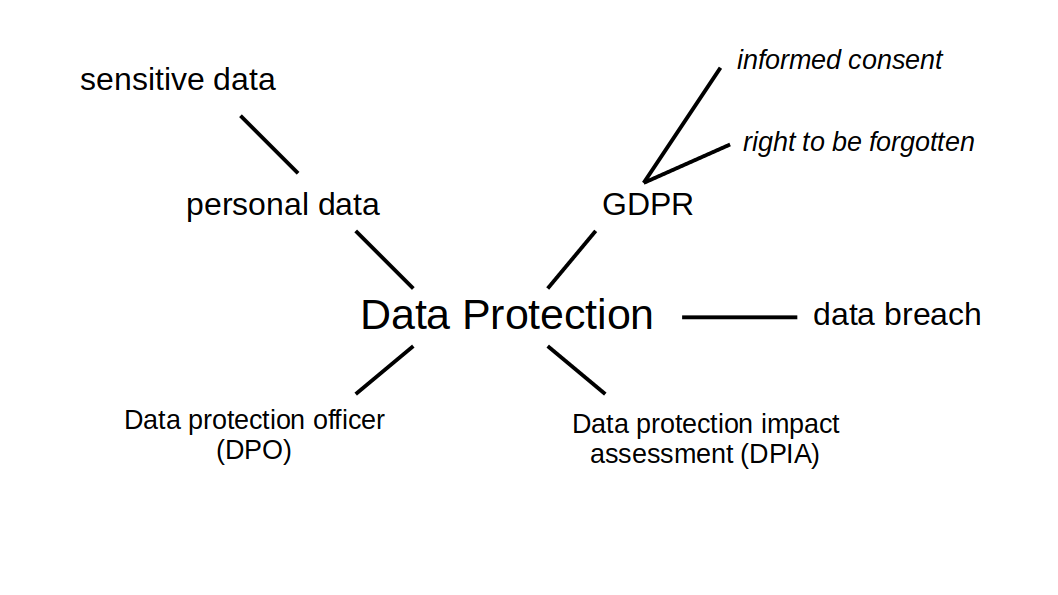 informed consent
sensitive data
right to be forgotten
personal data
GDPR
Data Protection
data breach
Data protection officer
(DPO)
Data protection impact
assessment (DPIA)